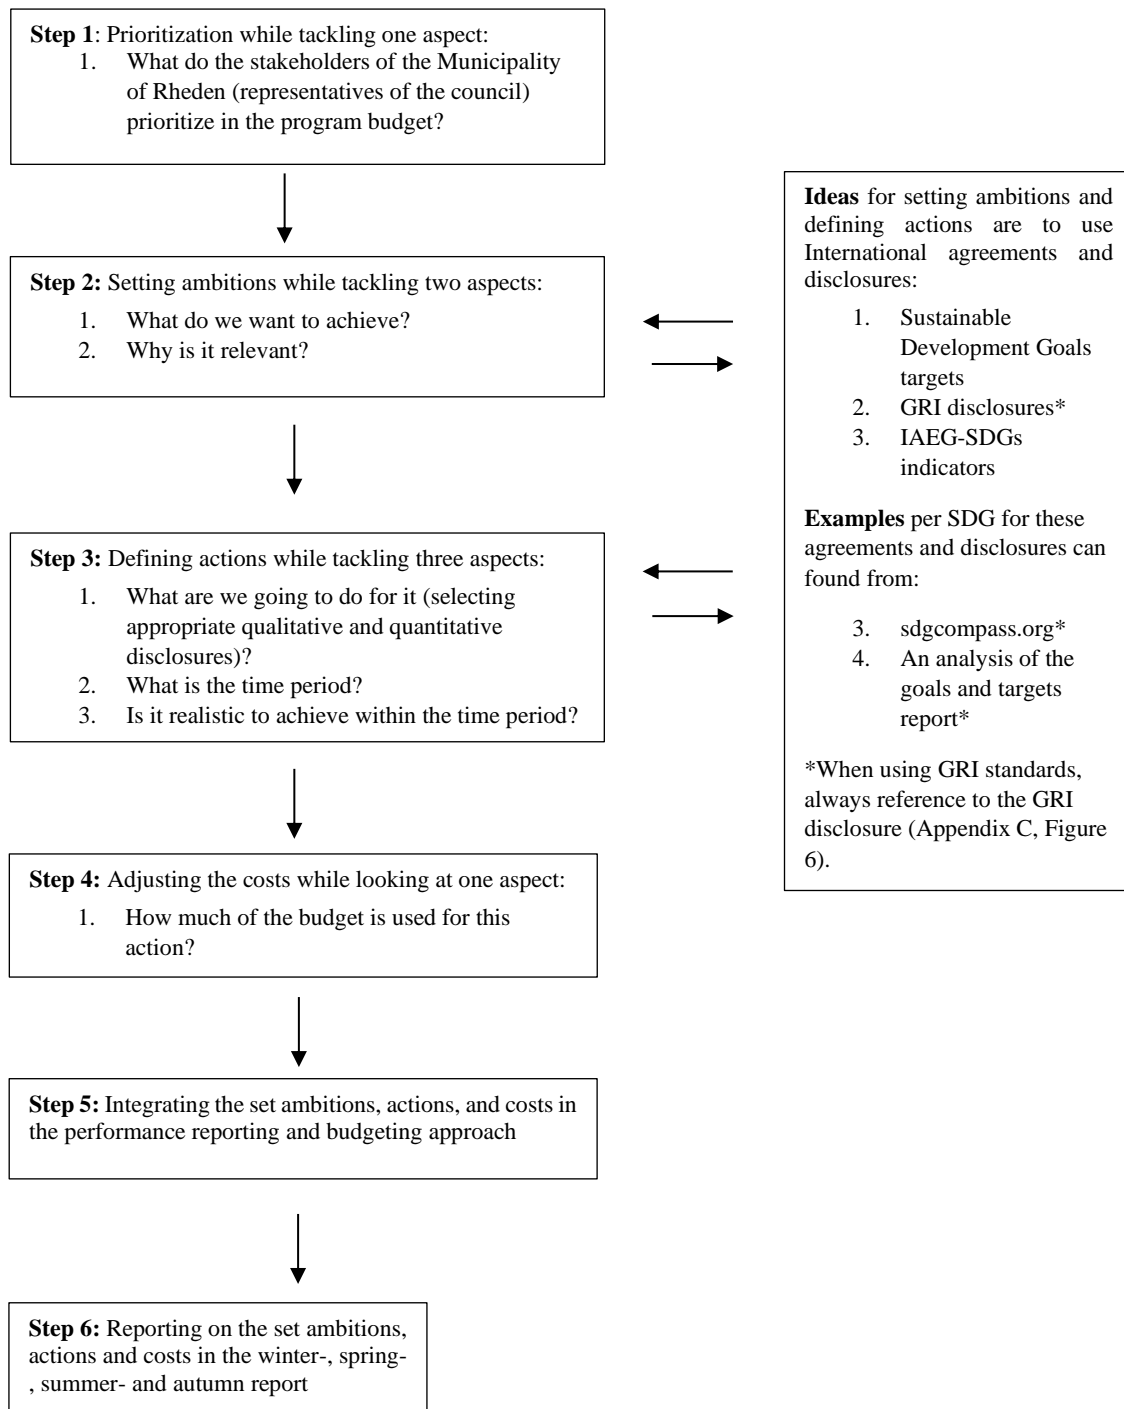 Step 1: Prioritization while tackling one aspect:
1. What do the stakeholders of the Municipality
of Rheden (representatives of the council)
prioritize in the program budget?
Step 2: Setting ambitions while tackling two aspects:
1. What do we want to achieve?
2. Why is it relevant?
Step 3: Defining actions while tackling three aspects:
1. What are we going to do for it (selecting
appropriate qualitative and quantitative
disclosures)?
2. What is the time period?
3. Is it realistic to achieve within the time period?
Step 4: Adjusting the costs while looking at one aspect:
1. How much of the budget is used for this
action?
Step 5: Integrating the set ambitions, actions, and costs in
the performance reporting and budgeting approach
Step 6: Reporting on the set ambitions,
actions and costs in the winter-, spring-
, summer- and autumn report
Ideas for setting ambitions and
defining actions are to use
International agreements and
disclosures:
1. Sustainable
Development Goals
targets
2. GRI disclosures*
3. IAEG-SDGs
indicators
Examples per SDG for these
agreements and disclosures can
found from:
3. sdgcompass.org*
4. An analysis of the
goals and targets
report*
*When using GRI standards,
always reference to the GRI
disclosure (Appendix C, Figure
6).